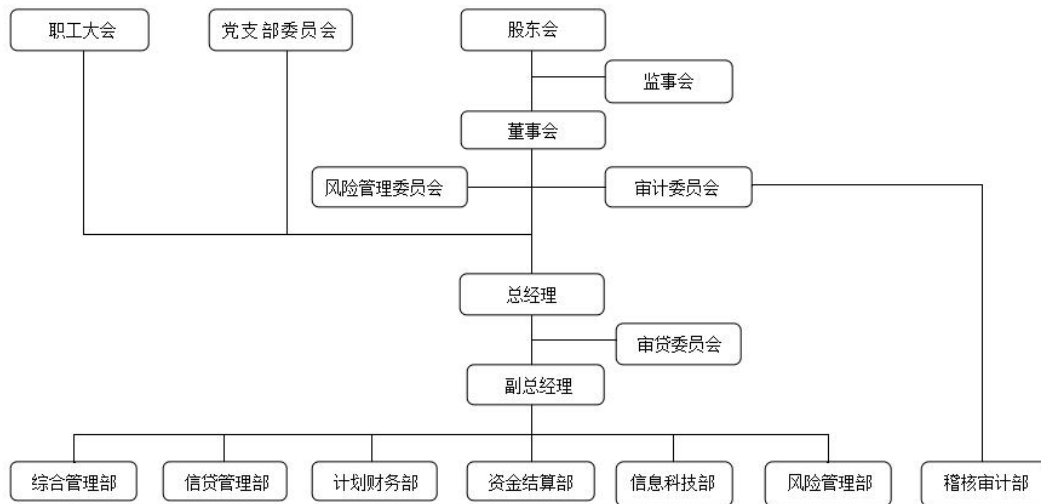 职工大会
党支部委员会
股东会
监事会
董事会
风险管理委员会
审计委员会
总经理
审贷委员会
副总经理
综合管理部
信贷管理部
计划财务部
资金结算部
信息科技部
风险管理部
稽核审计部